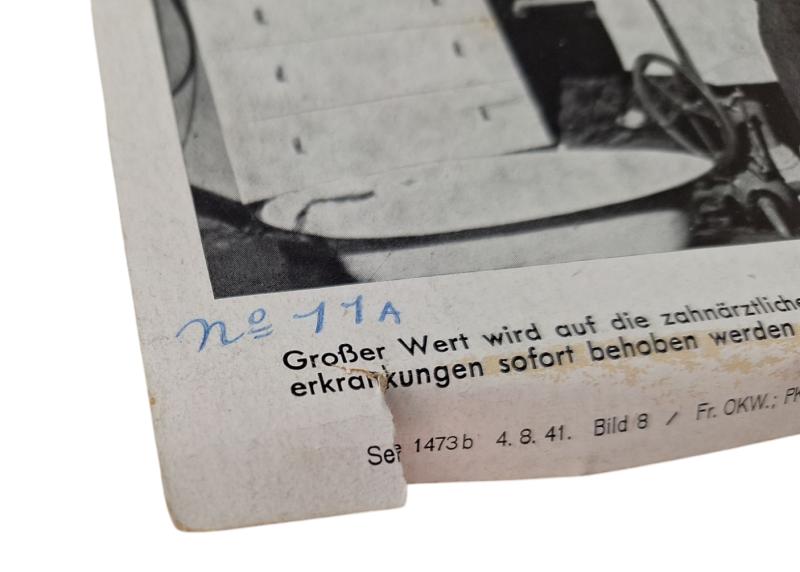 Nº 11A
Großer Wert wird auf die zahnärztliche
erkrankungen sofort behoben werden
1473b 4. 8. 41. Bild 8 / Fr. OKW.; PK